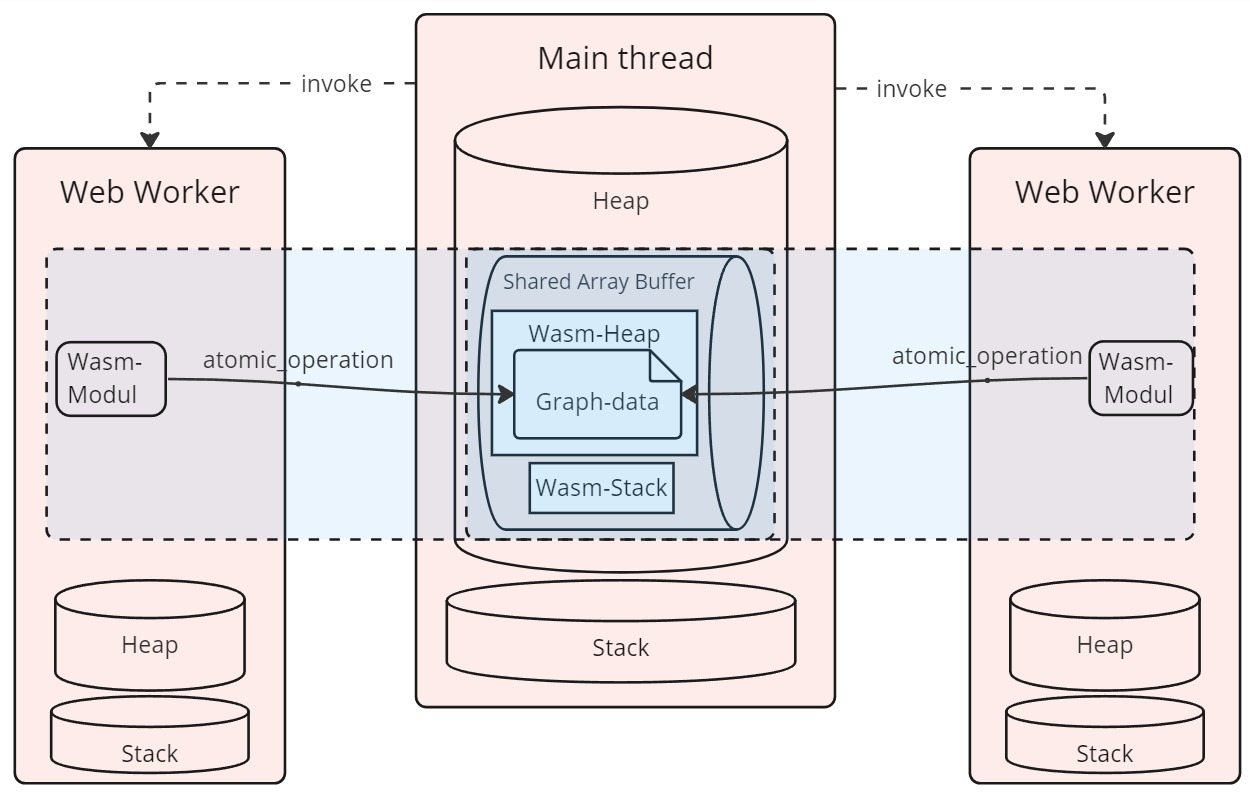 Main thread
invoke
invoke
Web Worker
Web Worker
Heap
Shared Array Buffer
Wasm-Heap
atomic_operation
atomic_operation
Wasm-
Modul
Wasm-
Modul
Graph-data
Wasm-Stack
Heap
Stack
Heap
Stack
Stack